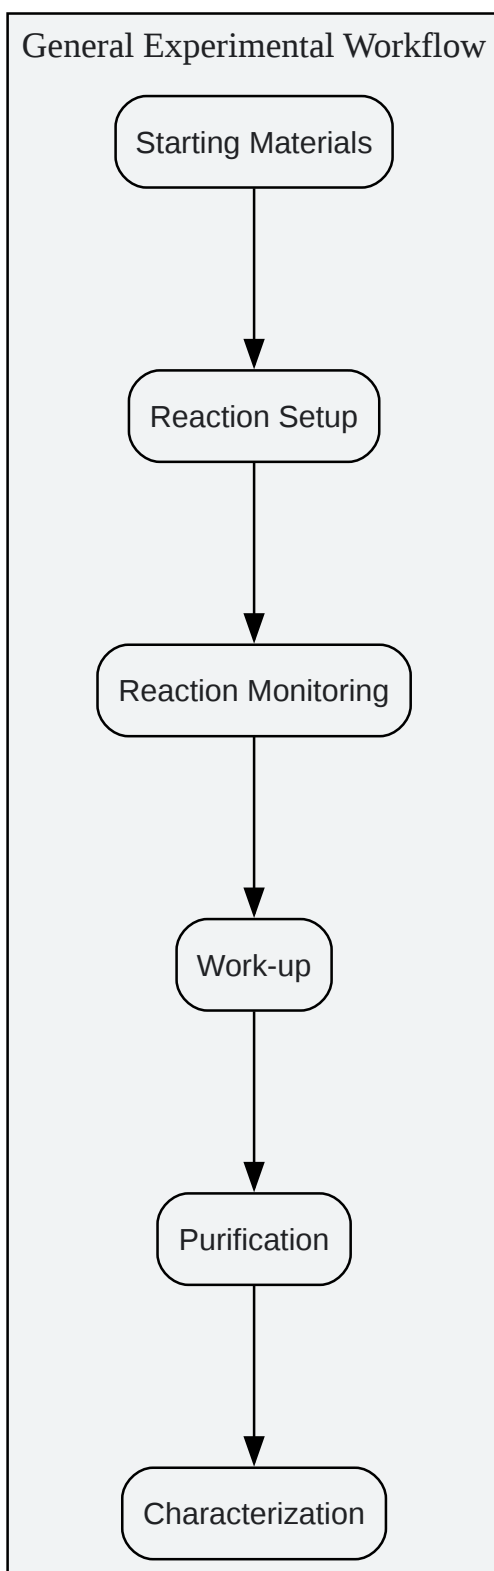 General Experimental Workflow
Starting Materials
Reaction Setup
Reaction Monitoring
Work-up
Purification
Characterization